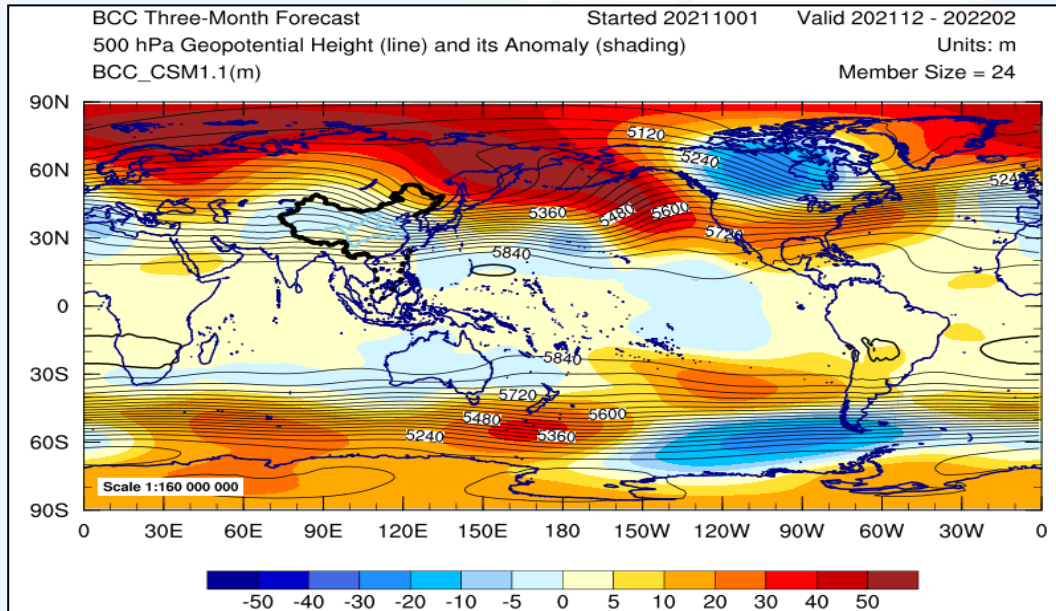 BCC Three-Month Forecast Started 20211001 Valid 202112 - 202202
500 hPa Geopotential Height (line) and its Anomaly (shading) Units: m
BCC_CSM1.1(m) Member Size = 24
90N
60N
30N
0
30S
60S
90S
5120
5240
524
5360
5480
5600
5720
5840
5840
5720
5600
5480
5360
5240
Scale 1:160 000 000
0 30E 60E 90E 120E 150E 180 150W 120W 90W 60W 30W 0
-50 -40 -30 -20 -10 -5 0 5 10 20 30 40 50